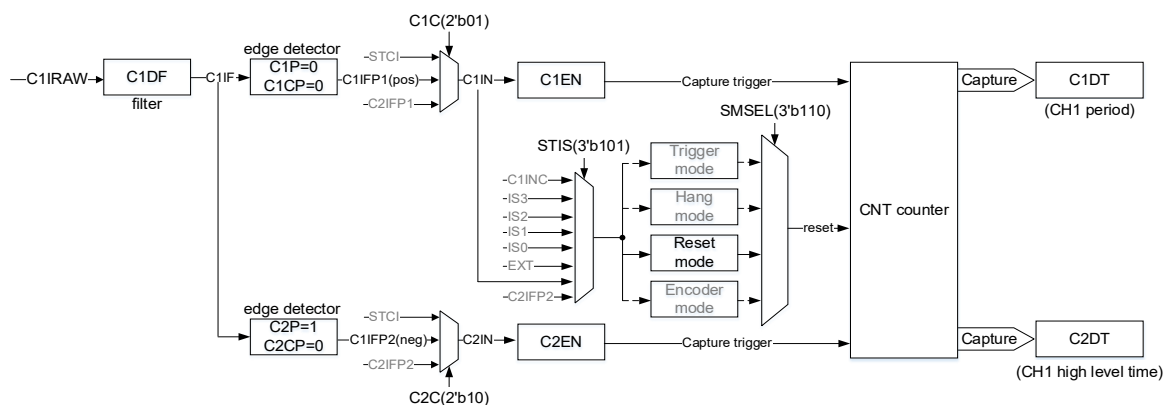 C1C(2'b01)
edge detector
C1P=0
C1CP=0
STCI
C1IRAW
C1DF
C1IF
C1IFP1(pos)
C1IN
C1EN
Capture trigger
Capture
C1DT
filter
C2IFP1
(CH1 period)
SMSEL(3'b110)
STIS(3'b101)
Trigger
mode
C1INC
IS3
IS2
IS1
IS0
EXT
C2IFP2
Hang
mode
Reset
mode
Encoder
mode
reset
CNT counter
edge detector
C2P=1
C2CP=0
STCI
C1IFP2(neg)
C2IFP2
C2IN
C2EN
Capture trigger
Capture
C2DT
(CH1 high level time)
C2C(2'b10)